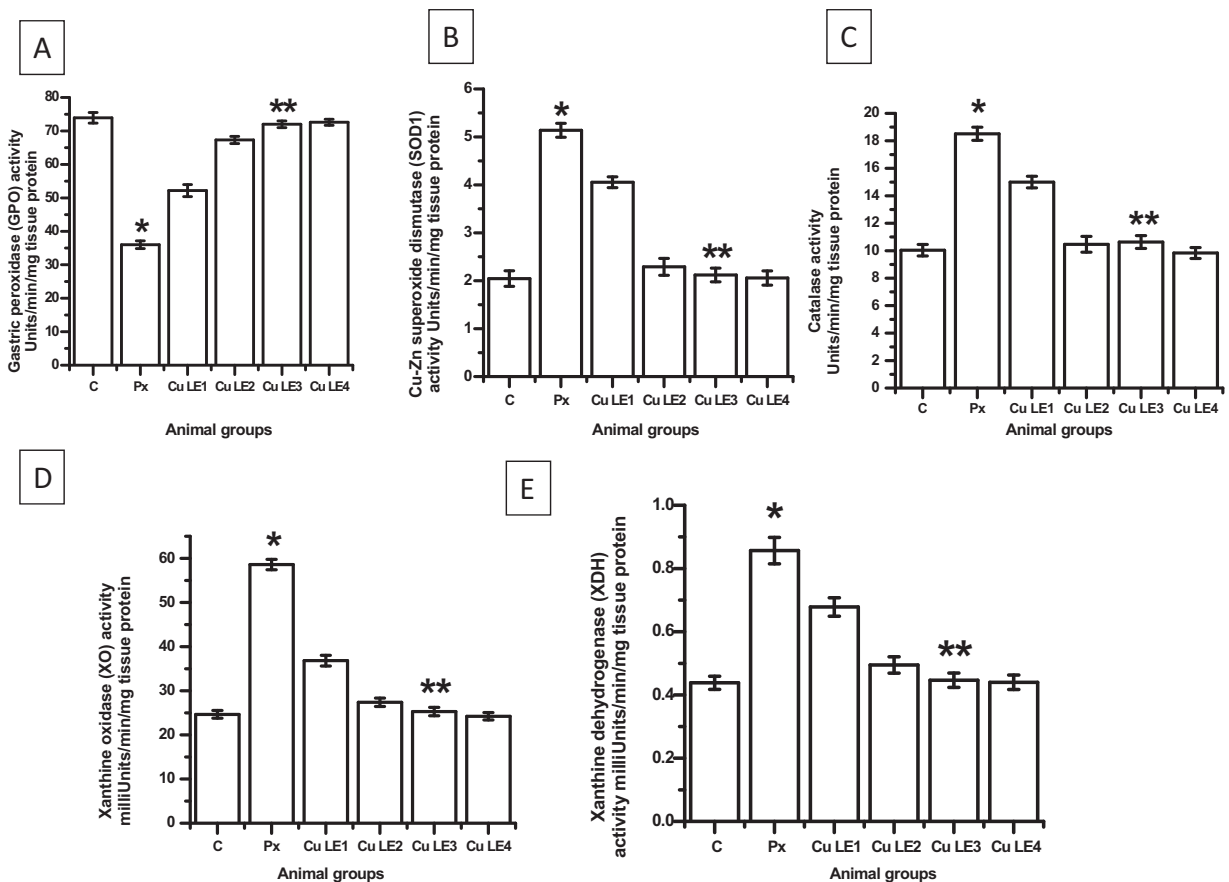 A
Gastric peroxidase (GPO) activity
Units/min/mg tissue protein
80
70
60
50
40
30
20
10
0
*
**
C
Px
Cu LE1
Cu LE2
Cu LE3
Cu LE4
Animal groups
B
Cu-Zn superoxide dismutase (SOD1)
activity Units/min/mg tissue protein
6
5
4
3
2
1
0
*
**
C
Px
Cu LE1
Cu LE2
Cu LE3
Cu LE4
Animal groups
C
Catalase activity
Units/min/mg tissue protein
20
18
16
14
12
10
8
6
4
2
0
*
**
C
Px
Cu LE1
Cu LE2
Cu LE3
Cu LE4
Animal groups
D
Xanthine oxidase (XO) activity
milliUnits/min/mg tissue protein
60
50
40
30
20
10
0
*
**
C
Px
Cu LE1
Cu LE2
Cu LE3
Cu LE4
Animal groups
E
Xanthine dehydrogenase (XDH)
activity milliUnits/min/mg tissue protein
1.0
0.8
0.6
0.4
0.2
0.0
*
**
C
Px
Cu LE1
Cu LE2
Cu LE3
Cu LE4
Animal groups